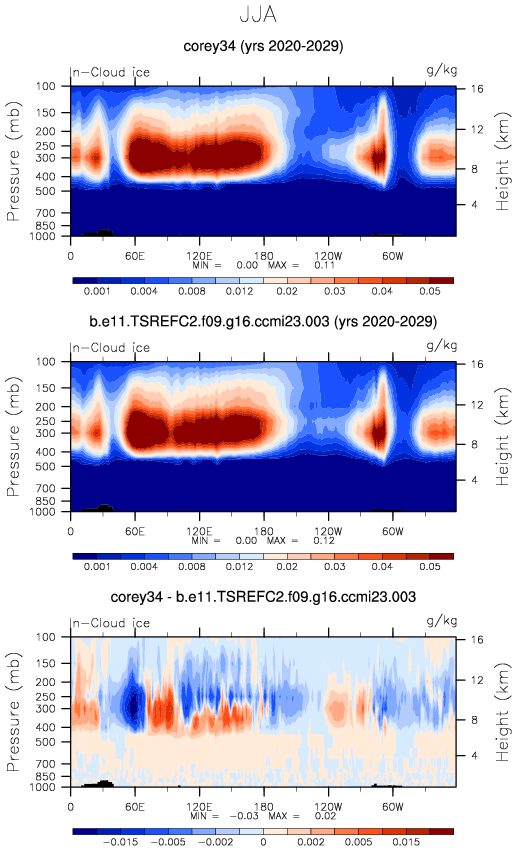 JJA
corey34 (yrs 2020-2029)
In-Cloud ice g/kg
Pressure (mb)
100
150
200
250
300
400
500
700
850
1000
16
12
8
4
Height (km)
0 60E 120E 180 120W 60W
MIN = 0.00 MAX = 0.11
0.001 0.004 0.008 0.012 0.02 0.03 0.04 0.05
b.e11.TSREFC2.f09.g16.ccmi23.003 (yrs 2020-2029)
In-Cloud ice g/kg
Pressure (mb)
100
150
200
250
300
400
500
700
850
1000
16
12
8
4
Height (km)
0 60E 120E 180 120W 60W
MIN = 0.00 MAX = 0.12
0.001 0.004 0.008 0.012 0.02 0.03 0.04 0.05
corey34 - b.e11.TSREFC2.f09.g16.ccmi23.003
In-Cloud ice g/kg
Pressure (mb)
100
150
200
250
300
400
500
700
850
1000
16
12
8
4
Height (km)
0 60E 120E 180 120W 60W
MIN = -0.03 MAX = 0.02
-0.015 -0.005 -0.002 0 0.002 0.005 0.015